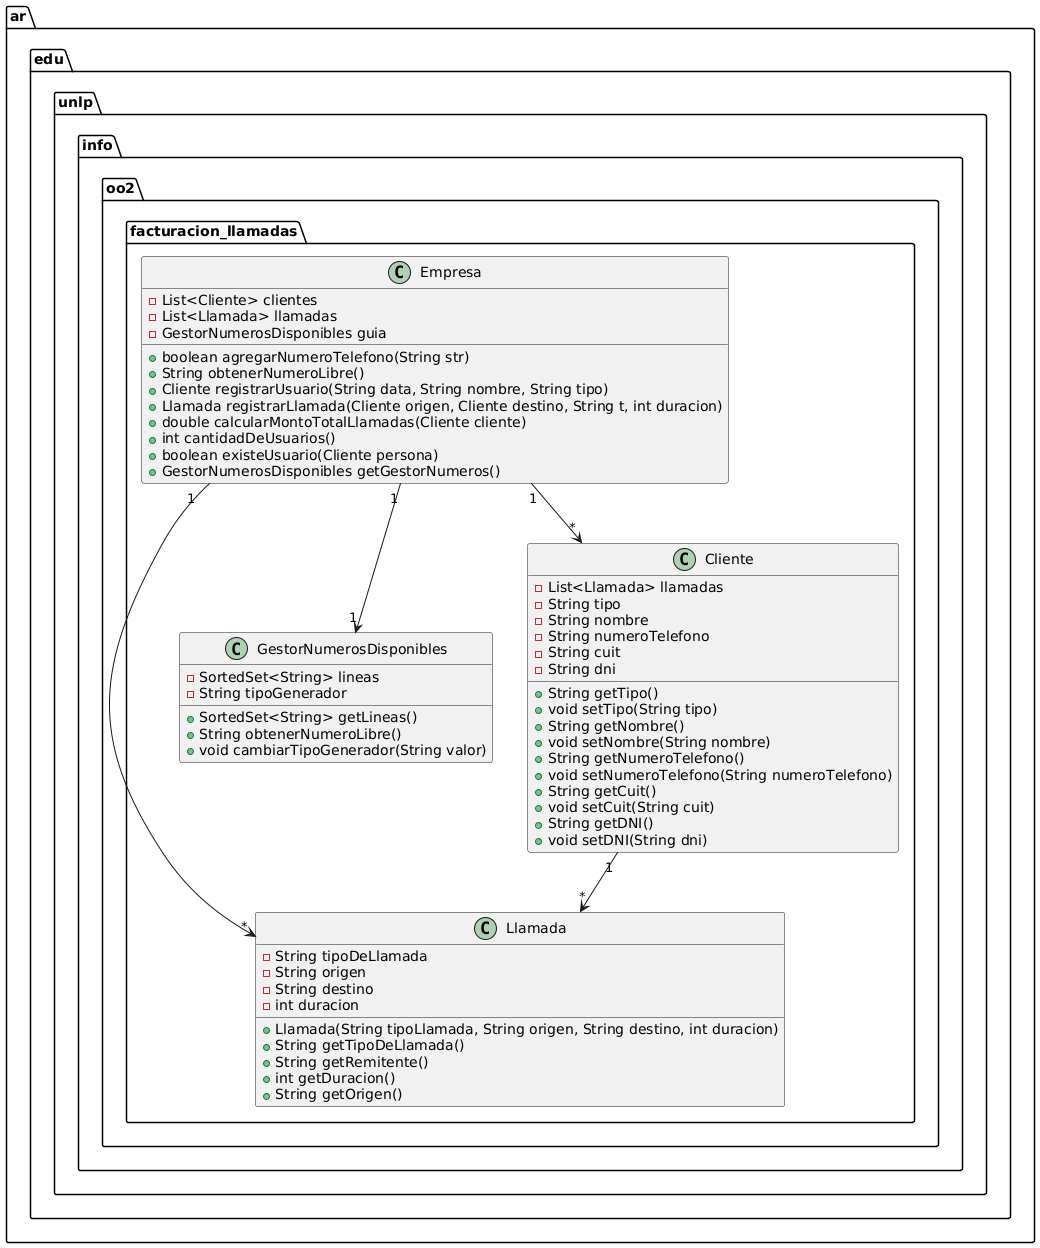 ar
edu
unlp
info
oo2
facturacion_llamadas
C Empresa
List<Cliente> clientes
List<Llamada> llamadas
GestorNumerosDisponibles guia
boolean agregarNumeroTelefono(String str)
String obtenerNumeroLibre()
Cliente registrarUsuario(String data, String nombre, String tipo)
Llamada registrarLlamada(Cliente origen, Cliente destino, String t, int duracion)
double calcularMontoTotalLlamadas(Cliente cliente)
int cantidadDeUsuarios()
boolean existeUsuario(Cliente persona)
GestorNumerosDisponibles getGestorNumeros()
1 1 1
*
C Cliente
List<Llamada> llamadas
String tipo
String nombre
String numeroTelefono
String cuit
String dni
String getTipo()
void setTipo(String tipo)
String getNombre()
void setNombre(String nombre)
String getNumeroTelefono()
void setNumeroTelefono(String numeroTelefono)
String getCuit()
void setCuit(String cuit)
String getDNI()
void setDNI(String dni)
1
C GestorNumerosDisponibles
SortedSet<String> lineas
String tipoGenerador
SortedSet<String> getLineas()
String obtenerNumeroLibre()
void cambiarTipoGenerador(String valor)
1
*
*
C Llamada
String tipoDeLlamada
String origen
String destino
int duracion
Llamada(String tipoLlamada, String origen, String destino, int duracion)
String getTipoDeLlamada()
String getRemitente()
int getDuracion()
String getOrigen()